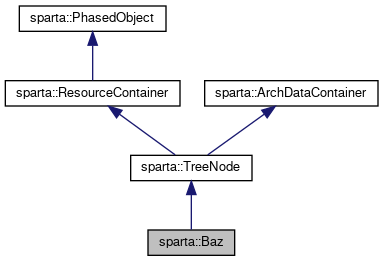 sparta::PhasedObject
sparta::ResourceContainer
sparta::ArchDataContainer
sparta::TreeNode
sparta::Baz